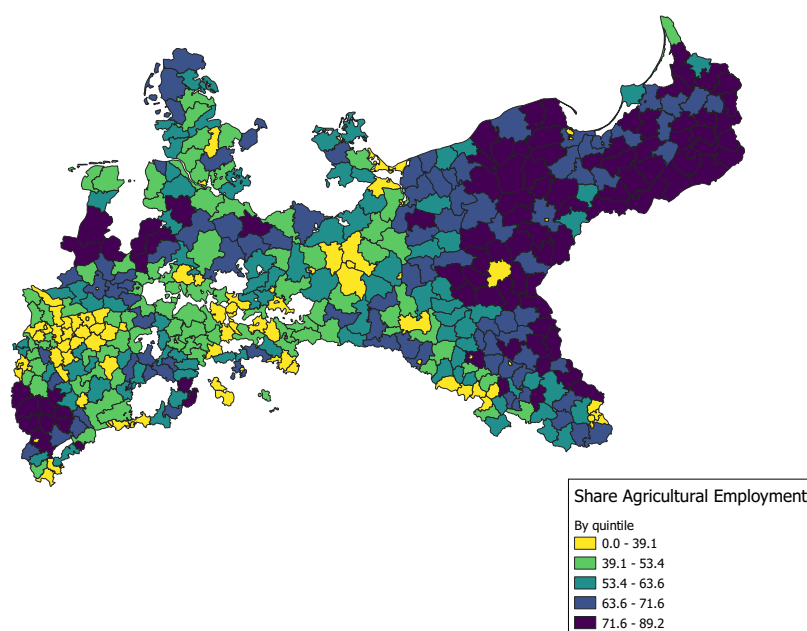 Share Agricultural Employment
By quintile
0.0 - 39.1
39.1 - 53.4
53.4 - 63.6
63.6 - 71.6
71.6 - 89.2